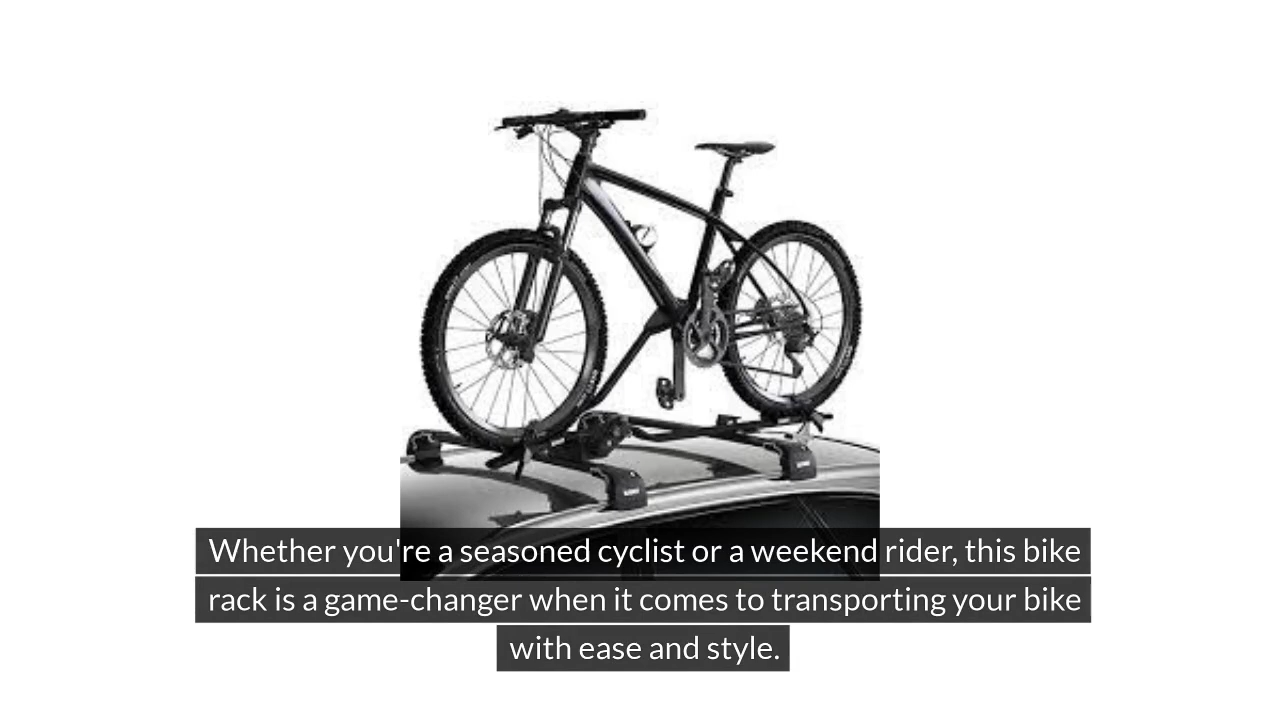 Whether you're a seasoned cyclist or a weekend rider, this bike
rack is a game-changer when it comes to transporting your bike
with ease and style.